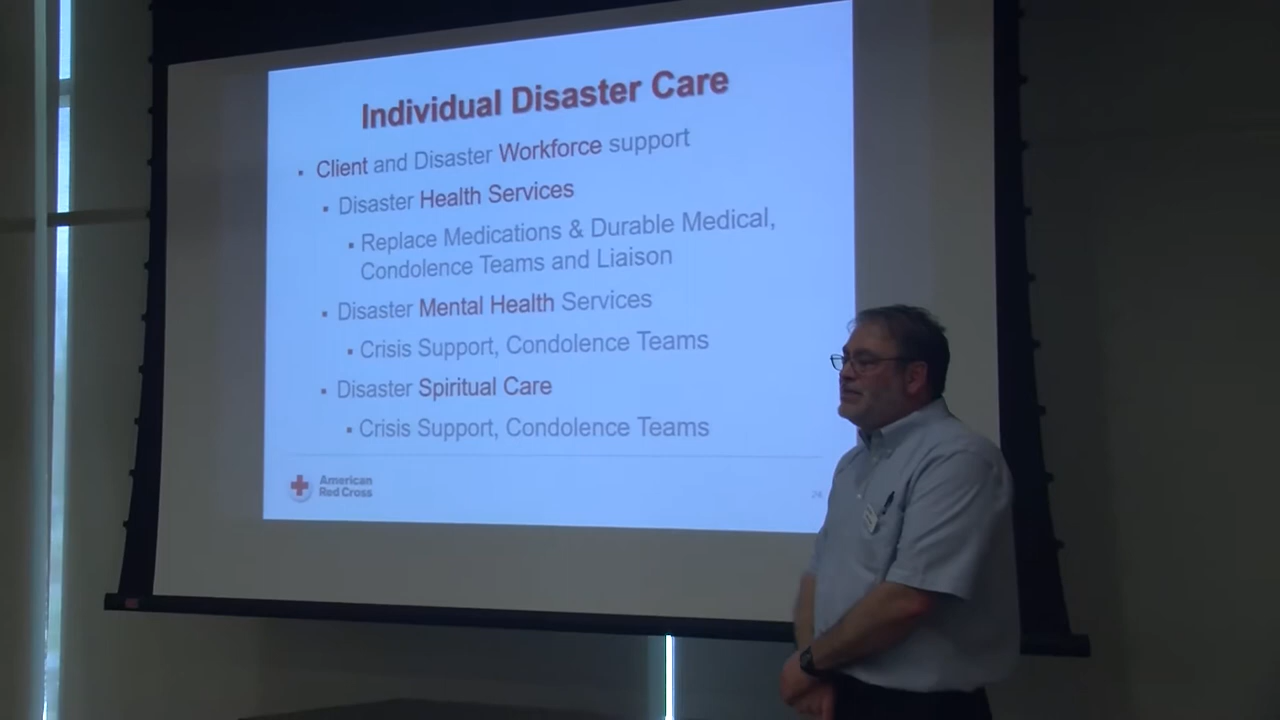 Individual Disaster Care
▪ Client and Disaster Workforce support
▪ Disaster Health Services
▪ Replace Medications & Durable Medical,
Condolence Teams and Liaison
▪ Disaster Mental Health Services
▪ Crisis Support, Condolence Teams
▪ Disaster Spiritual Care
▪ Crisis Support, Condolence Teams
American
Red Cross
24